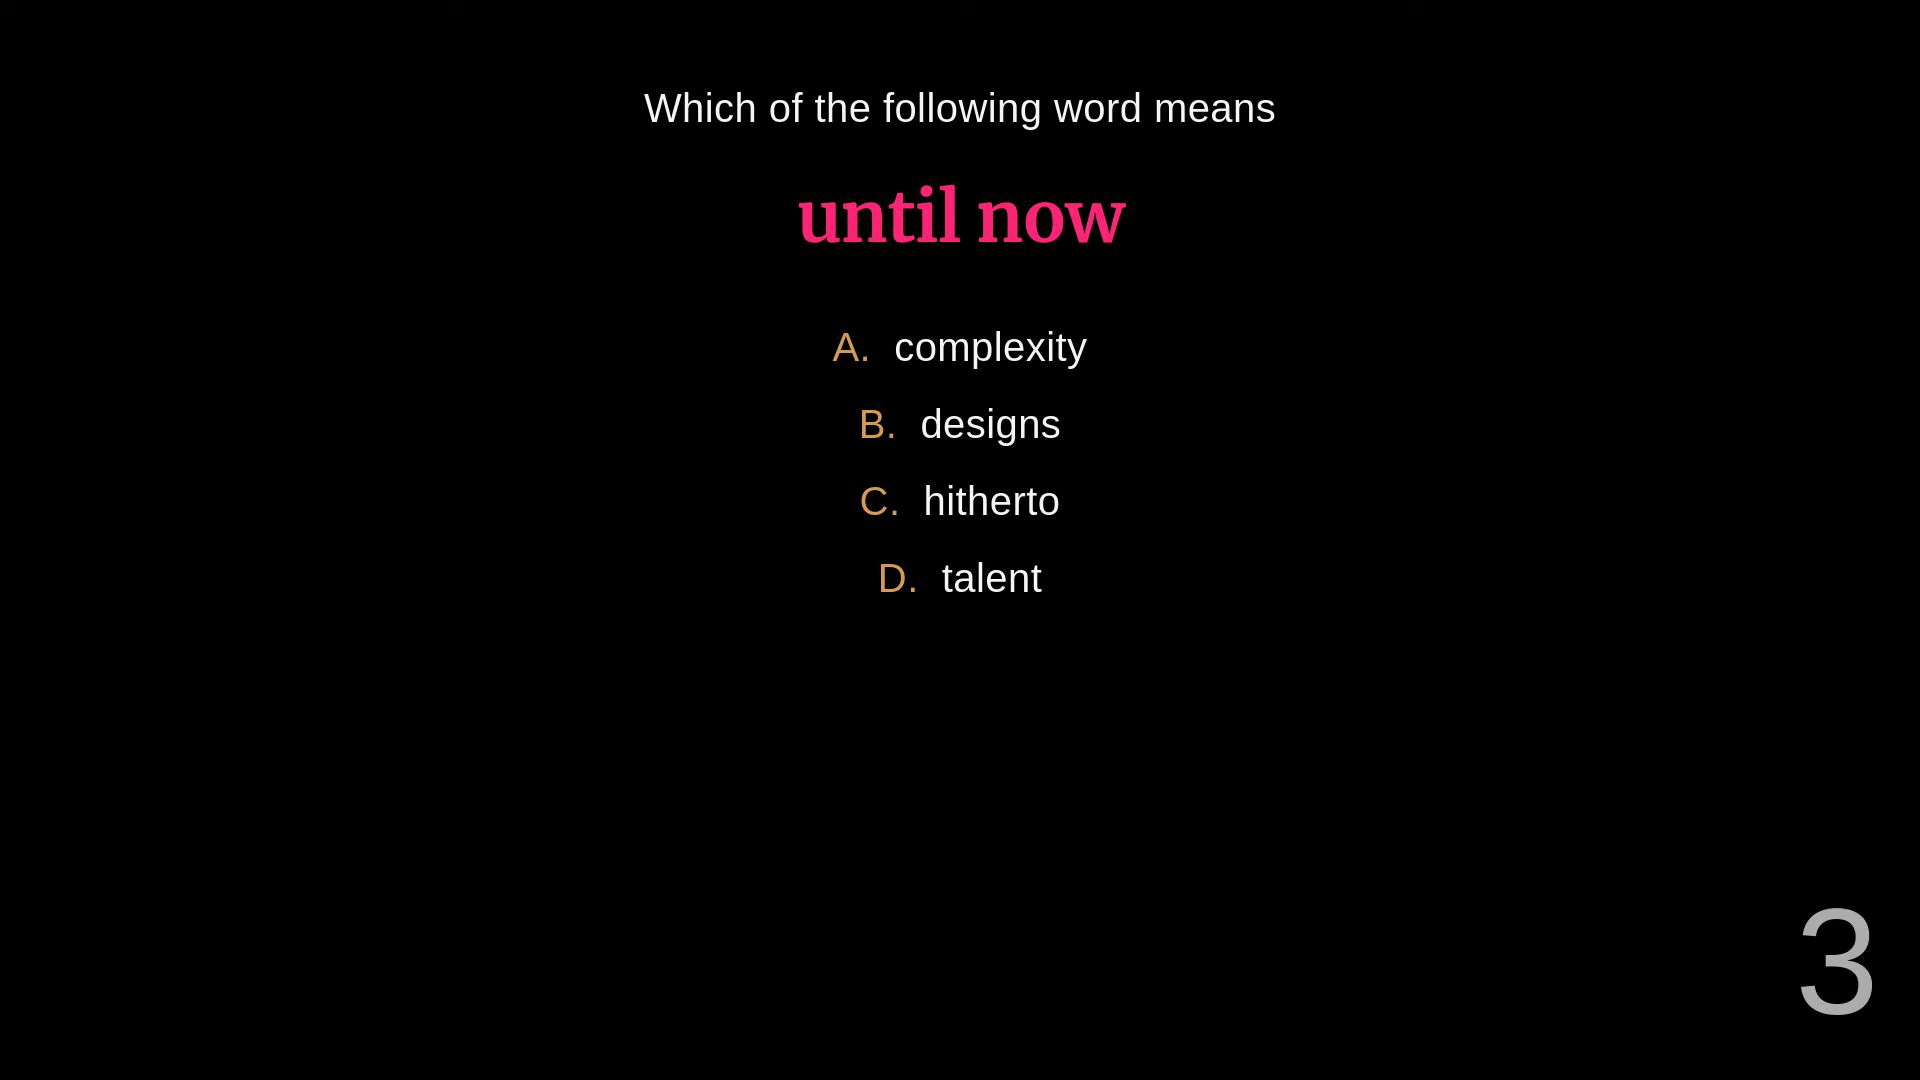 Which of the following word means
until now
A. complexity
B. designs
C. hitherto
D. talent
3